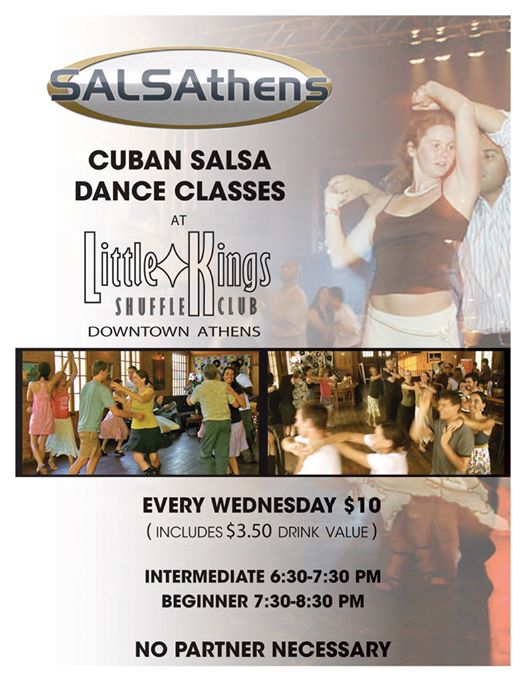 SALSAthens
CUBAN SALSA
DANCE CLASSES
AT
Little Kings
SHUFFLE CLUB
DOWNTOWN ATHENS
EVERY WEDNESDAY $10
( INCLUDES $3.50 DRINK VALUE )
INTERMEDIATE 6:30-7:30 PM
BEGINNER 7:30-8:30 PM
NO PARTNER NECESSARY